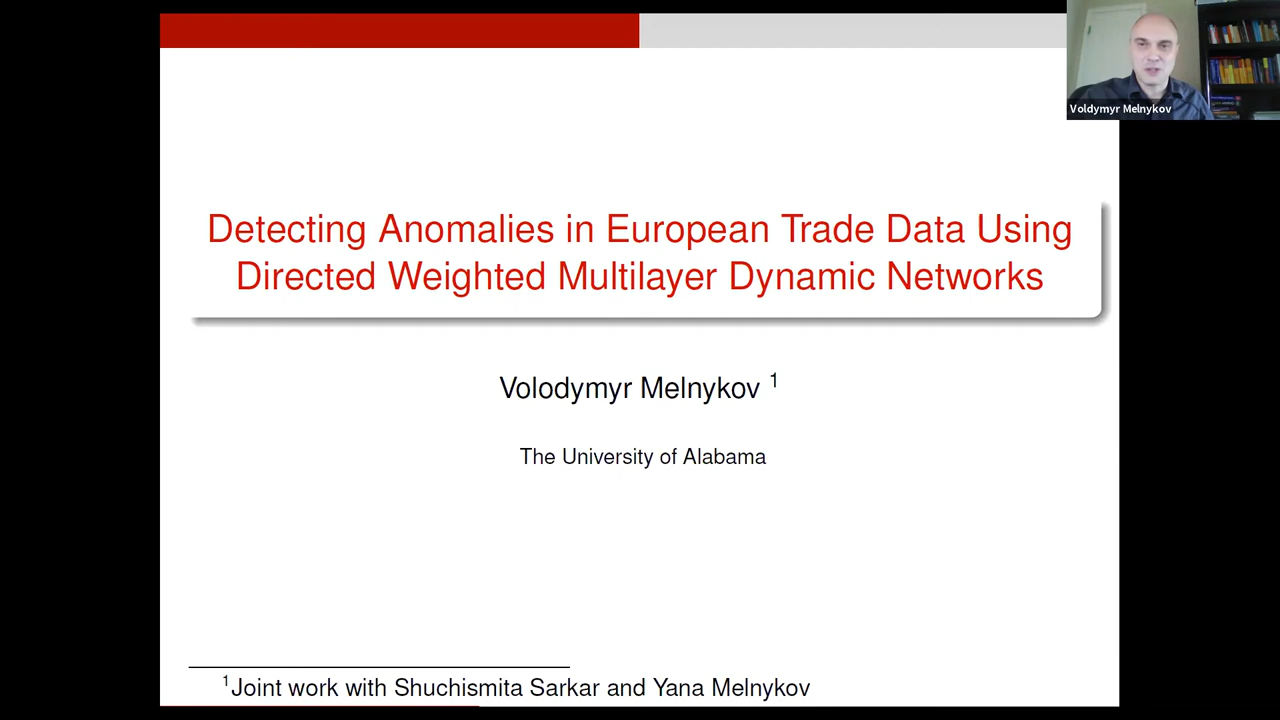 Voldymyr Melnykov
Detecting Anomalies in European Trade Data Using
Directed Weighted Multilayer Dynamic Networks
Volodymyr Melnykov 1
The University of Alabama
1Joint work with Shuchismita Sarkar and Yana Melnykov